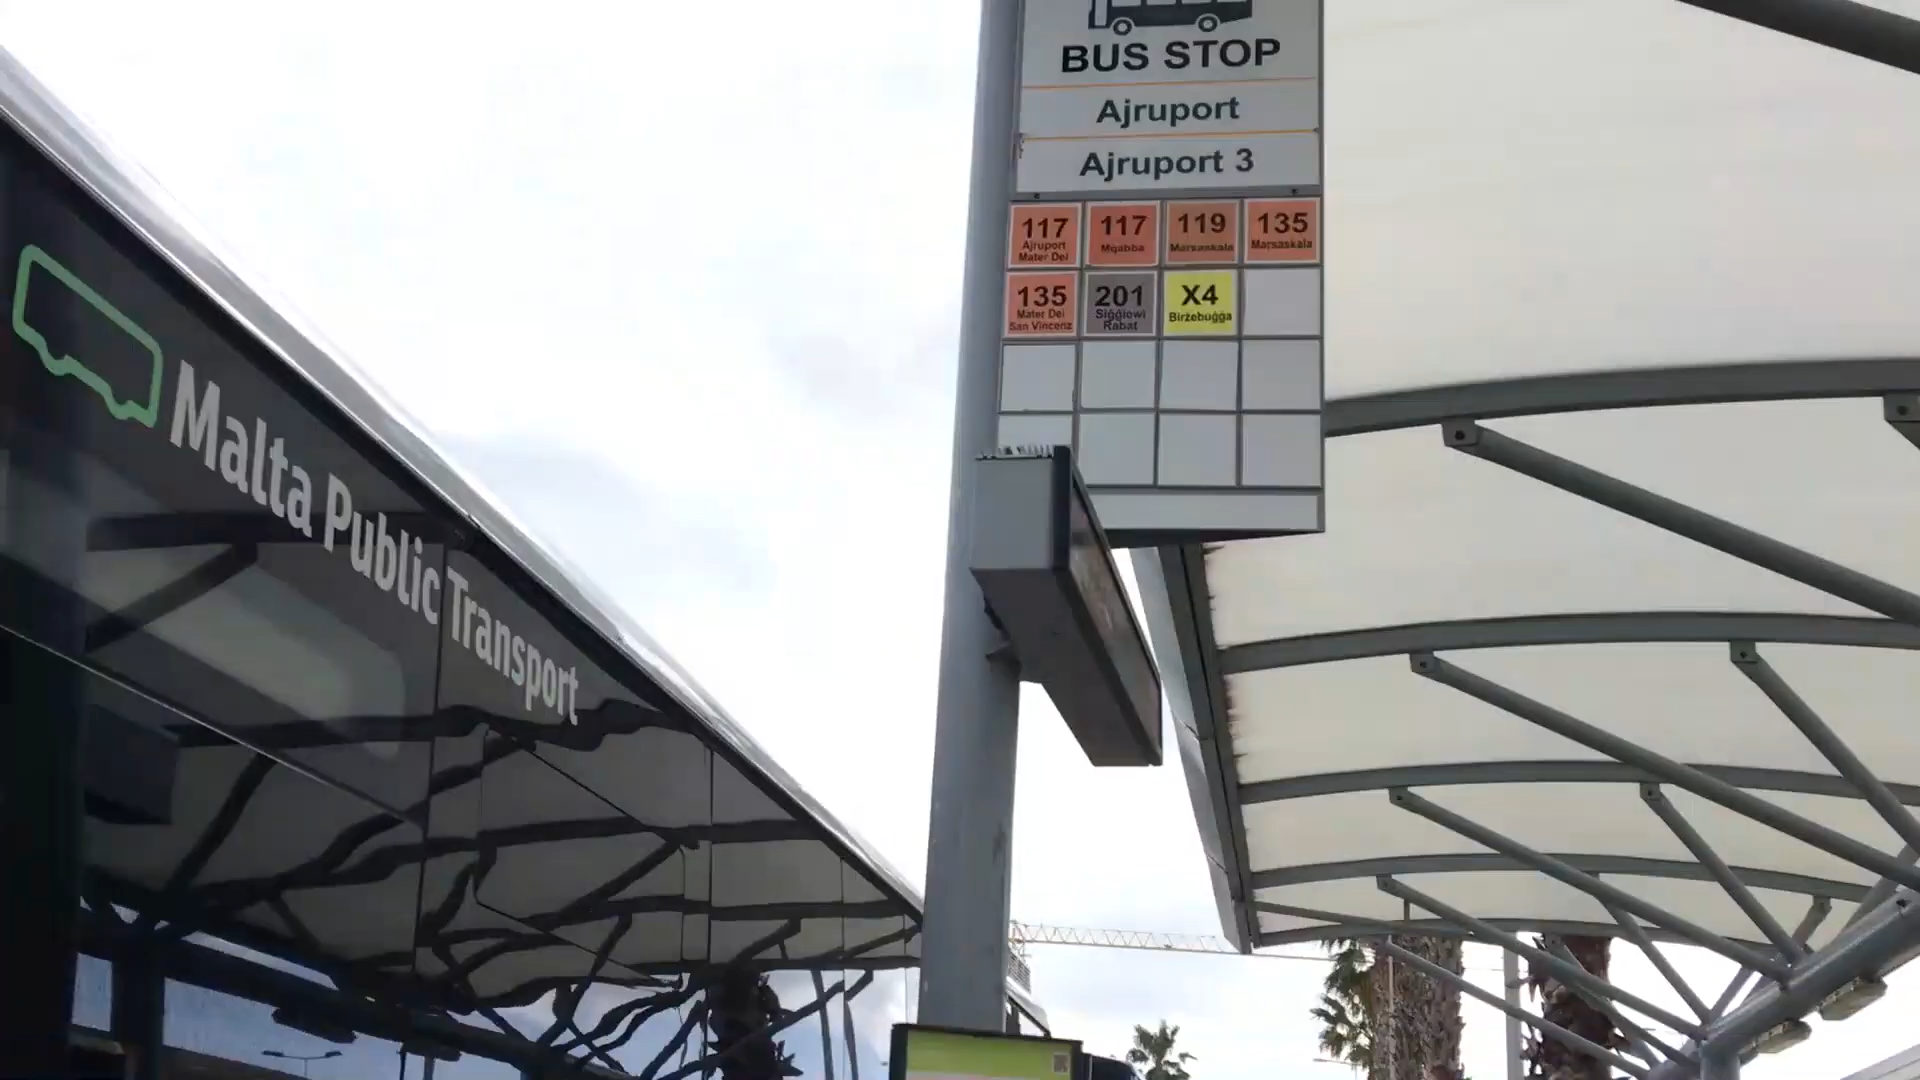 BUS STOP
Ajruport
Ajruport 3
117
Ajruport
Mater Dei
117
Mqabba
119
Marsaskala
135
Marsaskala
135
Mater Dei
San Vincenz
201
Siġġiewi
Rabat
X4
Birżebuġġa
Malta Public Transport